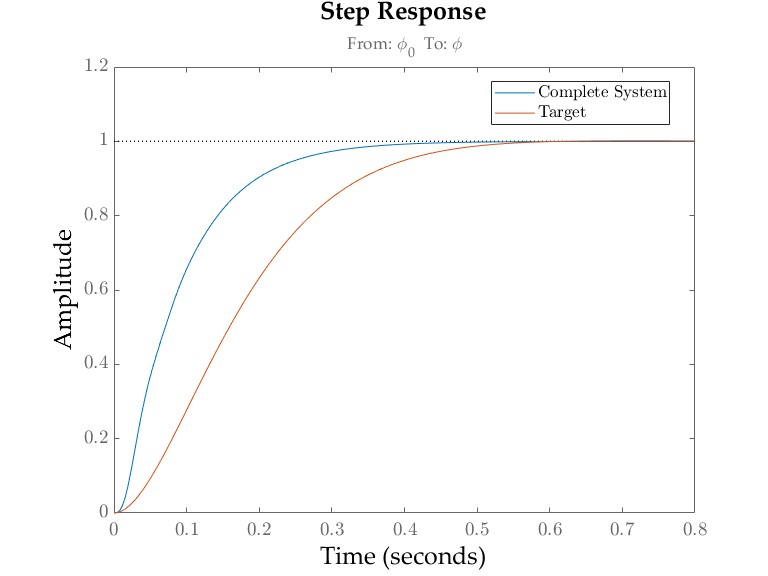 Step Response
From: ϕ₀ To: ϕ
1.2
1
0.8
0.6
0.4
0.2
0
Amplitude
Complete System
Target
0 0.1 0.2 0.3 0.4 0.5 0.6 0.7 0.8
Time (seconds)